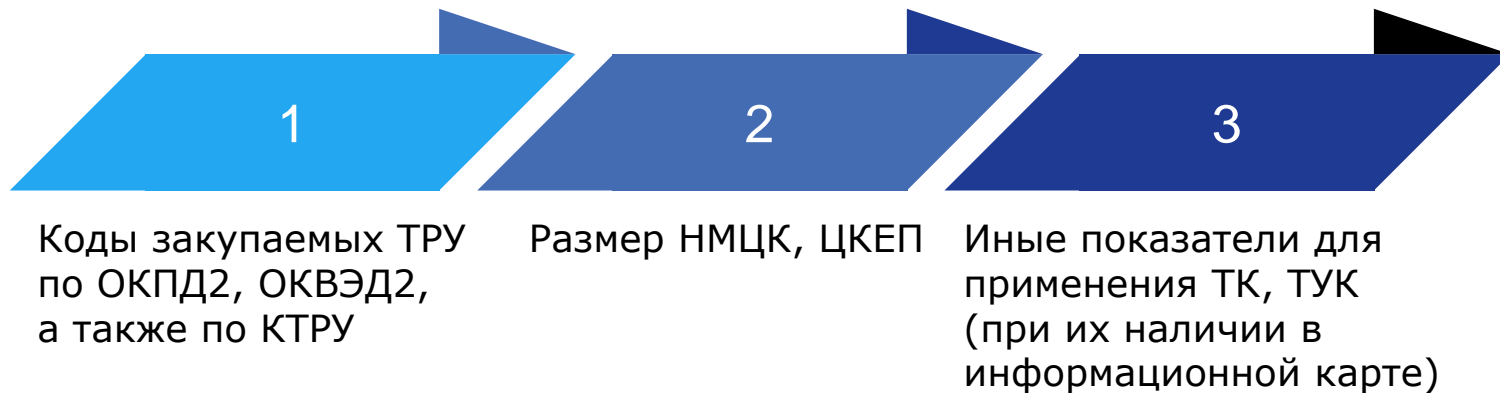 1
Коды закупаемых ТРУ
по ОКПД2, ОКВЭД2,
а также по КТРУ
2
Размер НМЦК, ЦКЕП
3
Иные показатели для
применения ТК, ТУК
(при их наличии в
информационной карте)